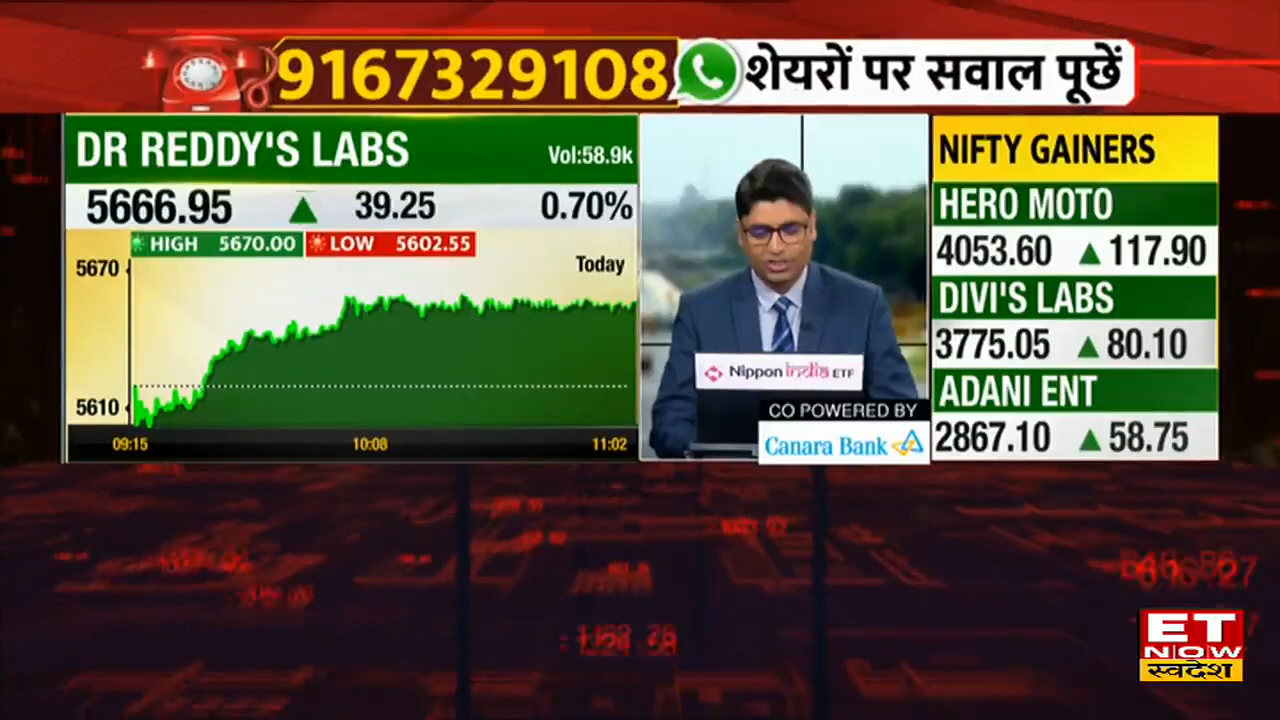 9167329108 शेयरों पर सवाल पूछें
DR REDDY'S LABS Vol:58.9k
5666.95 ▲ 39.25 0.70%
HIGH 5670.00 LOW 5602.55
Today
5670
5610
09:15 10:08 11:02
Nippon india ETF
CO POWERED BY
Canara Bank
NIFTY GAINERS
HERO MOTO
4053.60 ▲ 117.90
DIVI'S LABS
3775.05 ▲ 80.10
ADANI ENT
2867.10 ▲ 58.75
ET
NOW
स्वदेश